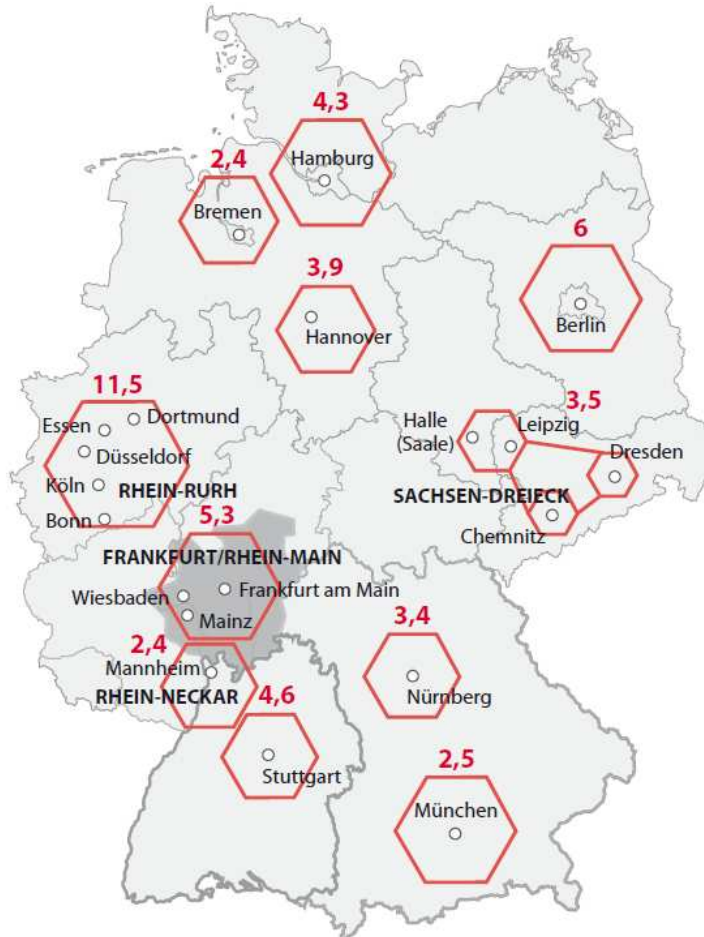 4,3
Hamburg
2,4
Bremen
6
Berlin
3,9
Hannover
11,5
Dortmund
Essen
Düsseldorf
Köln
RHEIN-RURH
Bonn
3,5
Halle
(Saale)
Leipzig
Dresden
SACHSEN-DREIECK
Chemnitz
5,3
FRANKFURT/RHEIN-MAIN
Wiesbaden
Frankfurt am Main
Mainz
2,4
Mannheim
RHEIN-NECKAR
4,6
Stuttgart
3,4
Nürnberg
2,5
München